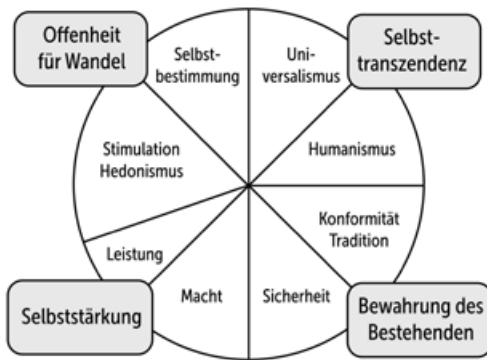 Offenheit
für Wandel
Selbst-
bestimmung
Uni-
versalismus
Selbst-
transzendenz
Stimulation
Hedonismus
Humanismus
Leistung
Konformität
Tradition
Selbststärkung
Macht
Sicherheit
Bewahrung des
Bestehenden